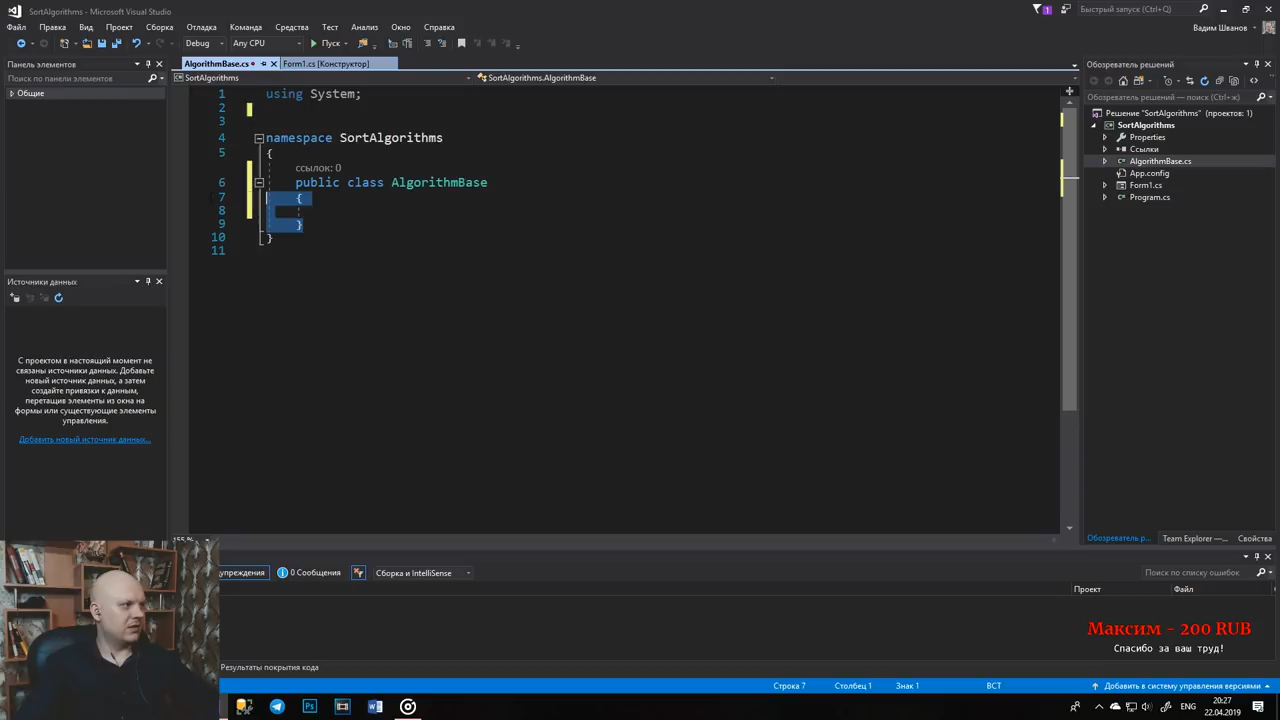 SortAlgorithms - Microsoft Visual Studio
1
Быстрый запуск (Ctrl+Q)
Файл Правка Вид Проект Сборка Отладка Команда Средства Тест Анализ Окно Справка
Вадим Шванов
Debug Any CPU Пуск
Панель элементов
Поиск по панели элементов
Общие
AlgorithmBase.cs Form1.cs [Конструктор]
SortAlgorithms SortAlgorithms.AlgorithmBase
1 using System;
2
3
4 namespace SortAlgorithms
5 {
ссылок: 0
6 public class AlgorithmBase
7 {
8
9 }
10 }
11
Источники данных
С проектом в настоящий момент не
связаны источники данных. Добавьте
новый источник данных, а затем
создайте привязки к данным,
перетащив элементы из окна на
формы или существующие элементы
управления.
Добавить новый источник данных...
Обозреватель решений
Обозреватель решений — поиск (Ctrl+ж)
Решение "SortAlgorithms" (проектов: 1)
SortAlgorithms
Properties
Ссылки
AlgorithmBase.cs
App.config
Form1.cs
Program.cs
Обозреватель р... Team Explorer —... Свойства
155 %
дупреждения 0 Сообщения Сборка и IntelliSense
Поиск по списку ошибок
Проект Файл
Максим - 200 RUB
Спасибо за ваш труд!
Результаты покрытия кода
Строка 7 Столбец 1 Знак 1 ВСТ Добавить в систему управления версиями
ENG
20:27
22.04.2019